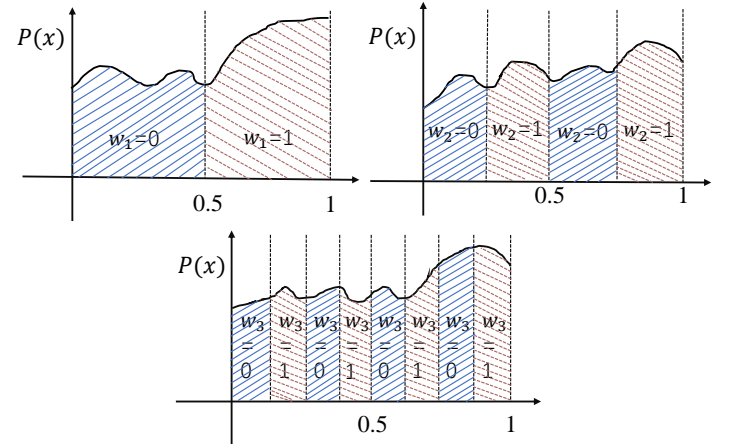 P(x)
w₁=0
w₁=1
0.5
1
P(x)
w₂=0
w₂=1
w₂=0
w₂=1
0.5
1
P(x)
w₃ w₃ w₃ w₃ w₃ w₃ w₃ w₃
= = = = = = = =
0 1 0 1 0 1 0 1
0.5
1